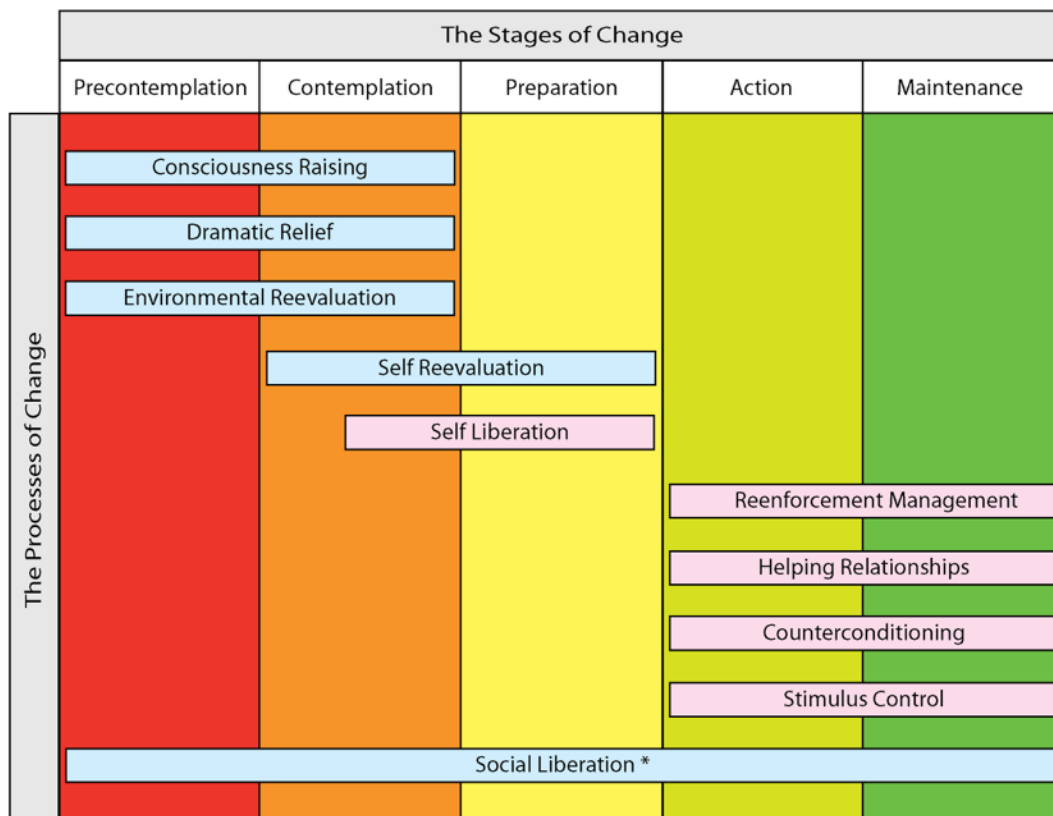 The Stages of Change
Precontemplation
Contemplation
Preparation
Action
Maintenance
The Processes of Change
Consciousness Raising
Dramatic Relief
Environmental Reevaluation
Self Reevaluation
Self Liberation
Reenforcement Management
Helping Relationships
Counterconditioning
Stimulus Control
Social Liberation *